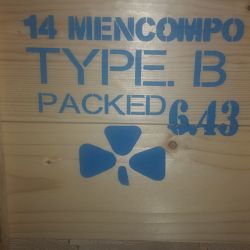 14 MENCOMPO
TYPE. B
PACKED 6.43